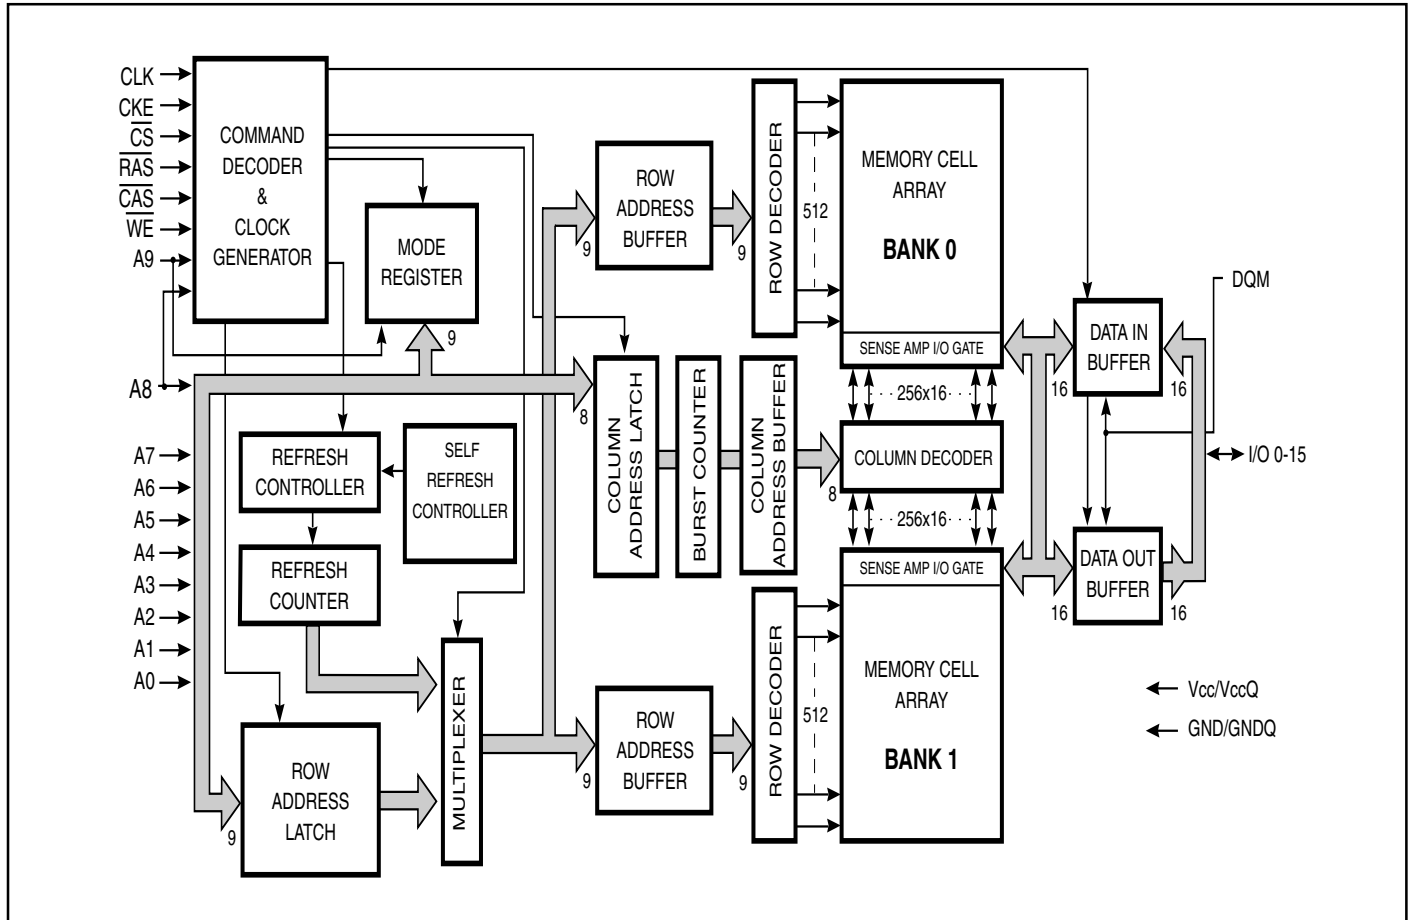 CLK
CKE
CS
RAS
CAS
WE
A9
A8
A7
A6
A5
A4
A3
A2
A1
A0
COMMAND
DECODER
&
CLOCK
GENERATOR
MODE
REGISTER
9
REFRESH
CONTROLLER
SELF
REFRESH
CONTROLLER
REFRESH
COUNTER
ROW
ADDRESS
LATCH
9
MULTIPLEXER
ROW
ADDRESS
BUFFER
9
9
ROW DECODER
512
MEMORY CELL
ARRAY
BANK 0
SENSE AMP I/O GATE
256x16
8
COLUMN
ADDRESS LATCH
BURST COUNTER
COLUMN
ADDRESS BUFFER
8
COLUMN DECODER
256x16
SENSE AMP I/O GATE
MEMORY CELL
ARRAY
BANK 1
ROW
ADDRESS
BUFFER
9
9
ROW DECODER
512
DQM
DATA IN
BUFFER
16
16
I/O 0-15
DATA OUT
BUFFER
16
16
Vcc/VccQ
GND/GNDQ